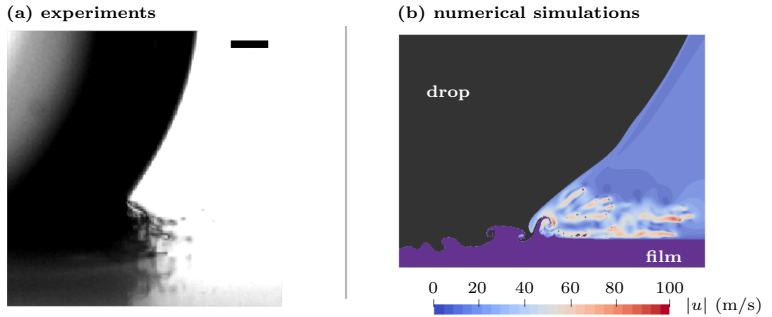 (a) experiments
(b) numerical simulations
drop
film
0 20 40 60 80 100 |u| (m/s)